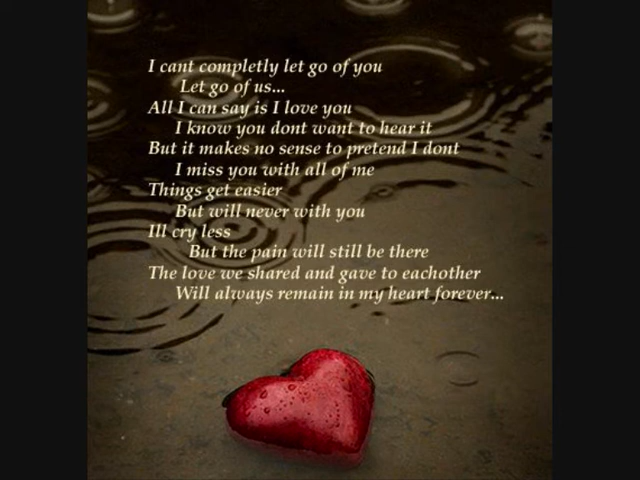 I cant completly let go of you
Let go of us...
All I can say is I love you
I know you dont want to hear it
But it makes no sense to pretend I dont
I miss you with all of me
Things get easier
But will never with you
Ill cry less
But the pain will still be there
The love we shared and gave to eachother
Will always remain in my heart forever...